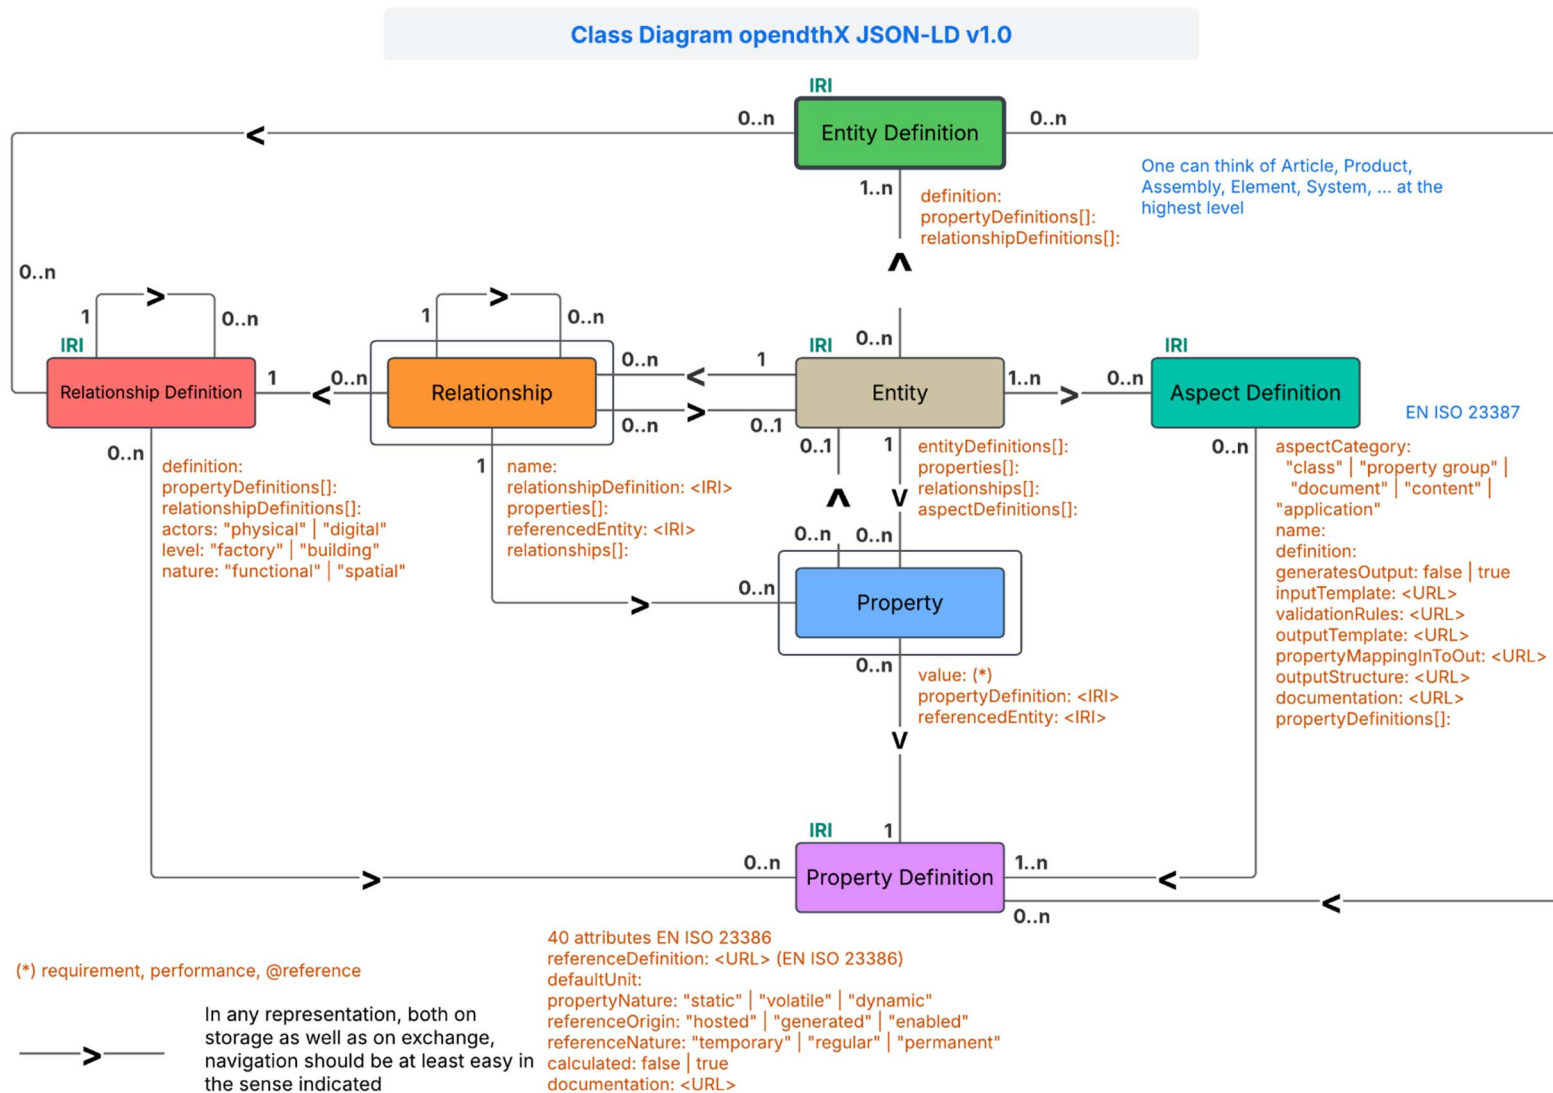 Class Diagram opendthX JSON-LD v1.0
IRI
0..n
Entity Definition
0..n
<
1..n
definition:
propertyDefinitions[]:
relationshipDefinitions[]:
One can think of Article, Product,
Assembly, Element, System, ... at the
highest level
>
0..n
>
>
1
0..n
1
0..n
0..n
IRI
IRI
IRI
Relationship Definition
1
0..n
<
Relationship
0..n
<
1
0..n
>
0..1
Entity
1..n
>
0..n
Aspect Definition
EN ISO 23387
0..n
definition:
propertyDefinitions[]:
relationshipDefinitions[]:
actors: "physical" | "digital"
level: "factory" | "building"
nature: "functional" | "spatial"
1
name:
relationshipDefinition: <IRI>
properties[]:
referencedEntity: <IRI>
relationships[]:
0..1
1
entityDefinitions[]:
properties[]:
relationships[]:
aspectDefinitions[]:
>
>
0..n
0..n
0..n
aspectCategory:
"class" | "property group" |
"document" | "content" |
"application"
name:
definition:
generatesOutput: false | true
inputTemplate: <URL>
validationRules: <URL>
outputTemplate: <URL>
propertyMappingInToOut: <URL>
outputStructure: <URL>
documentation: <URL>
propertyDefinitions[]:
>
0..n
Property
0..n
value: (*)
propertyDefinition: <IRI>
referencedEntity: <IRI>
>
IRI
1
>
0..n
Property Definition
1..n
<
0..n
<
40 attributes EN ISO 23386
referenceDefinition: <URL> (EN ISO 23386)
defaultUnit:
propertyNature: "static" | "volatile" | "dynamic"
referenceOrigin: "hosted" | "generated" | "enabled"
referenceNature: "temporary" | "regular" | "permanent"
calculated: false | true
documentation: <URL>
(*) requirement, performance, @reference
>
In any representation, both on
storage as well as on exchange,
navigation should be at least easy in
the sense indicated